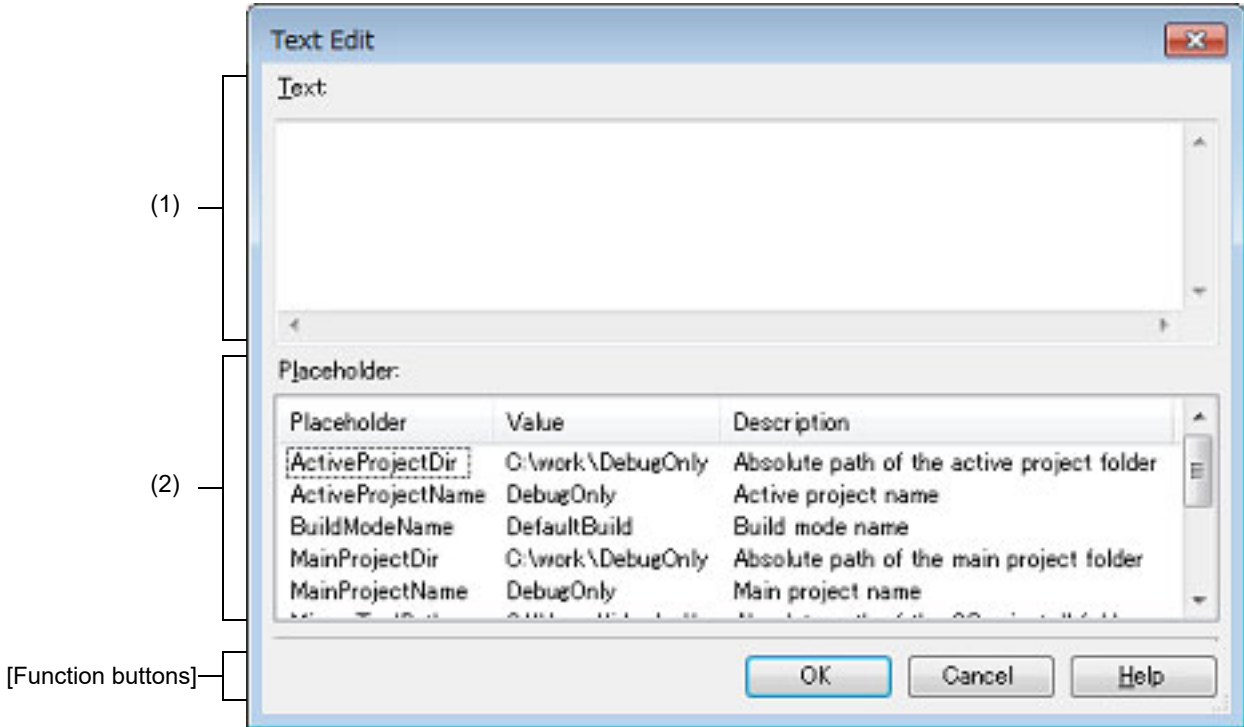 Text Edit
Text:
(1)
Placeholder:
Placeholder Value Description
ActiveProjectDir C:\work\DebugOnly Absolute path of the active project folder
ActiveProjectName DebugOnly Active project name
(2)
BuildModeName DefaultBuild Build mode name
MainProjectDir C:\work\DebugOnly Absolute path of the main project folder
MainProjectName DebugOnly Main project name
[Function buttons]
OK Cancel Help